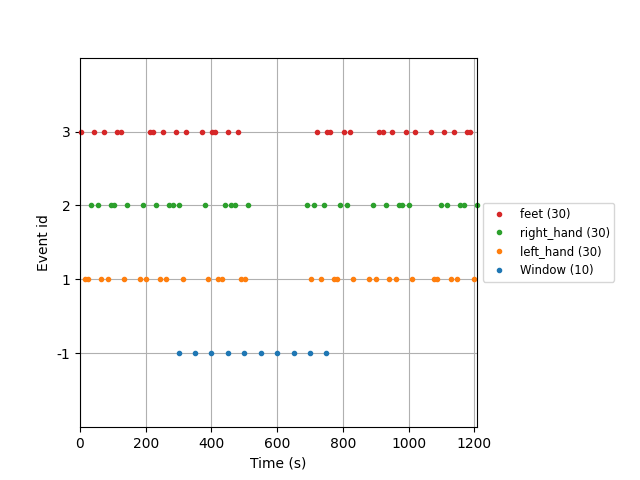 3
2
1
-1
Event id
0 200 400 600 800 1000 1200
Time (s)
feet (30)
right_hand (30)
left_hand (30)
Window (10)